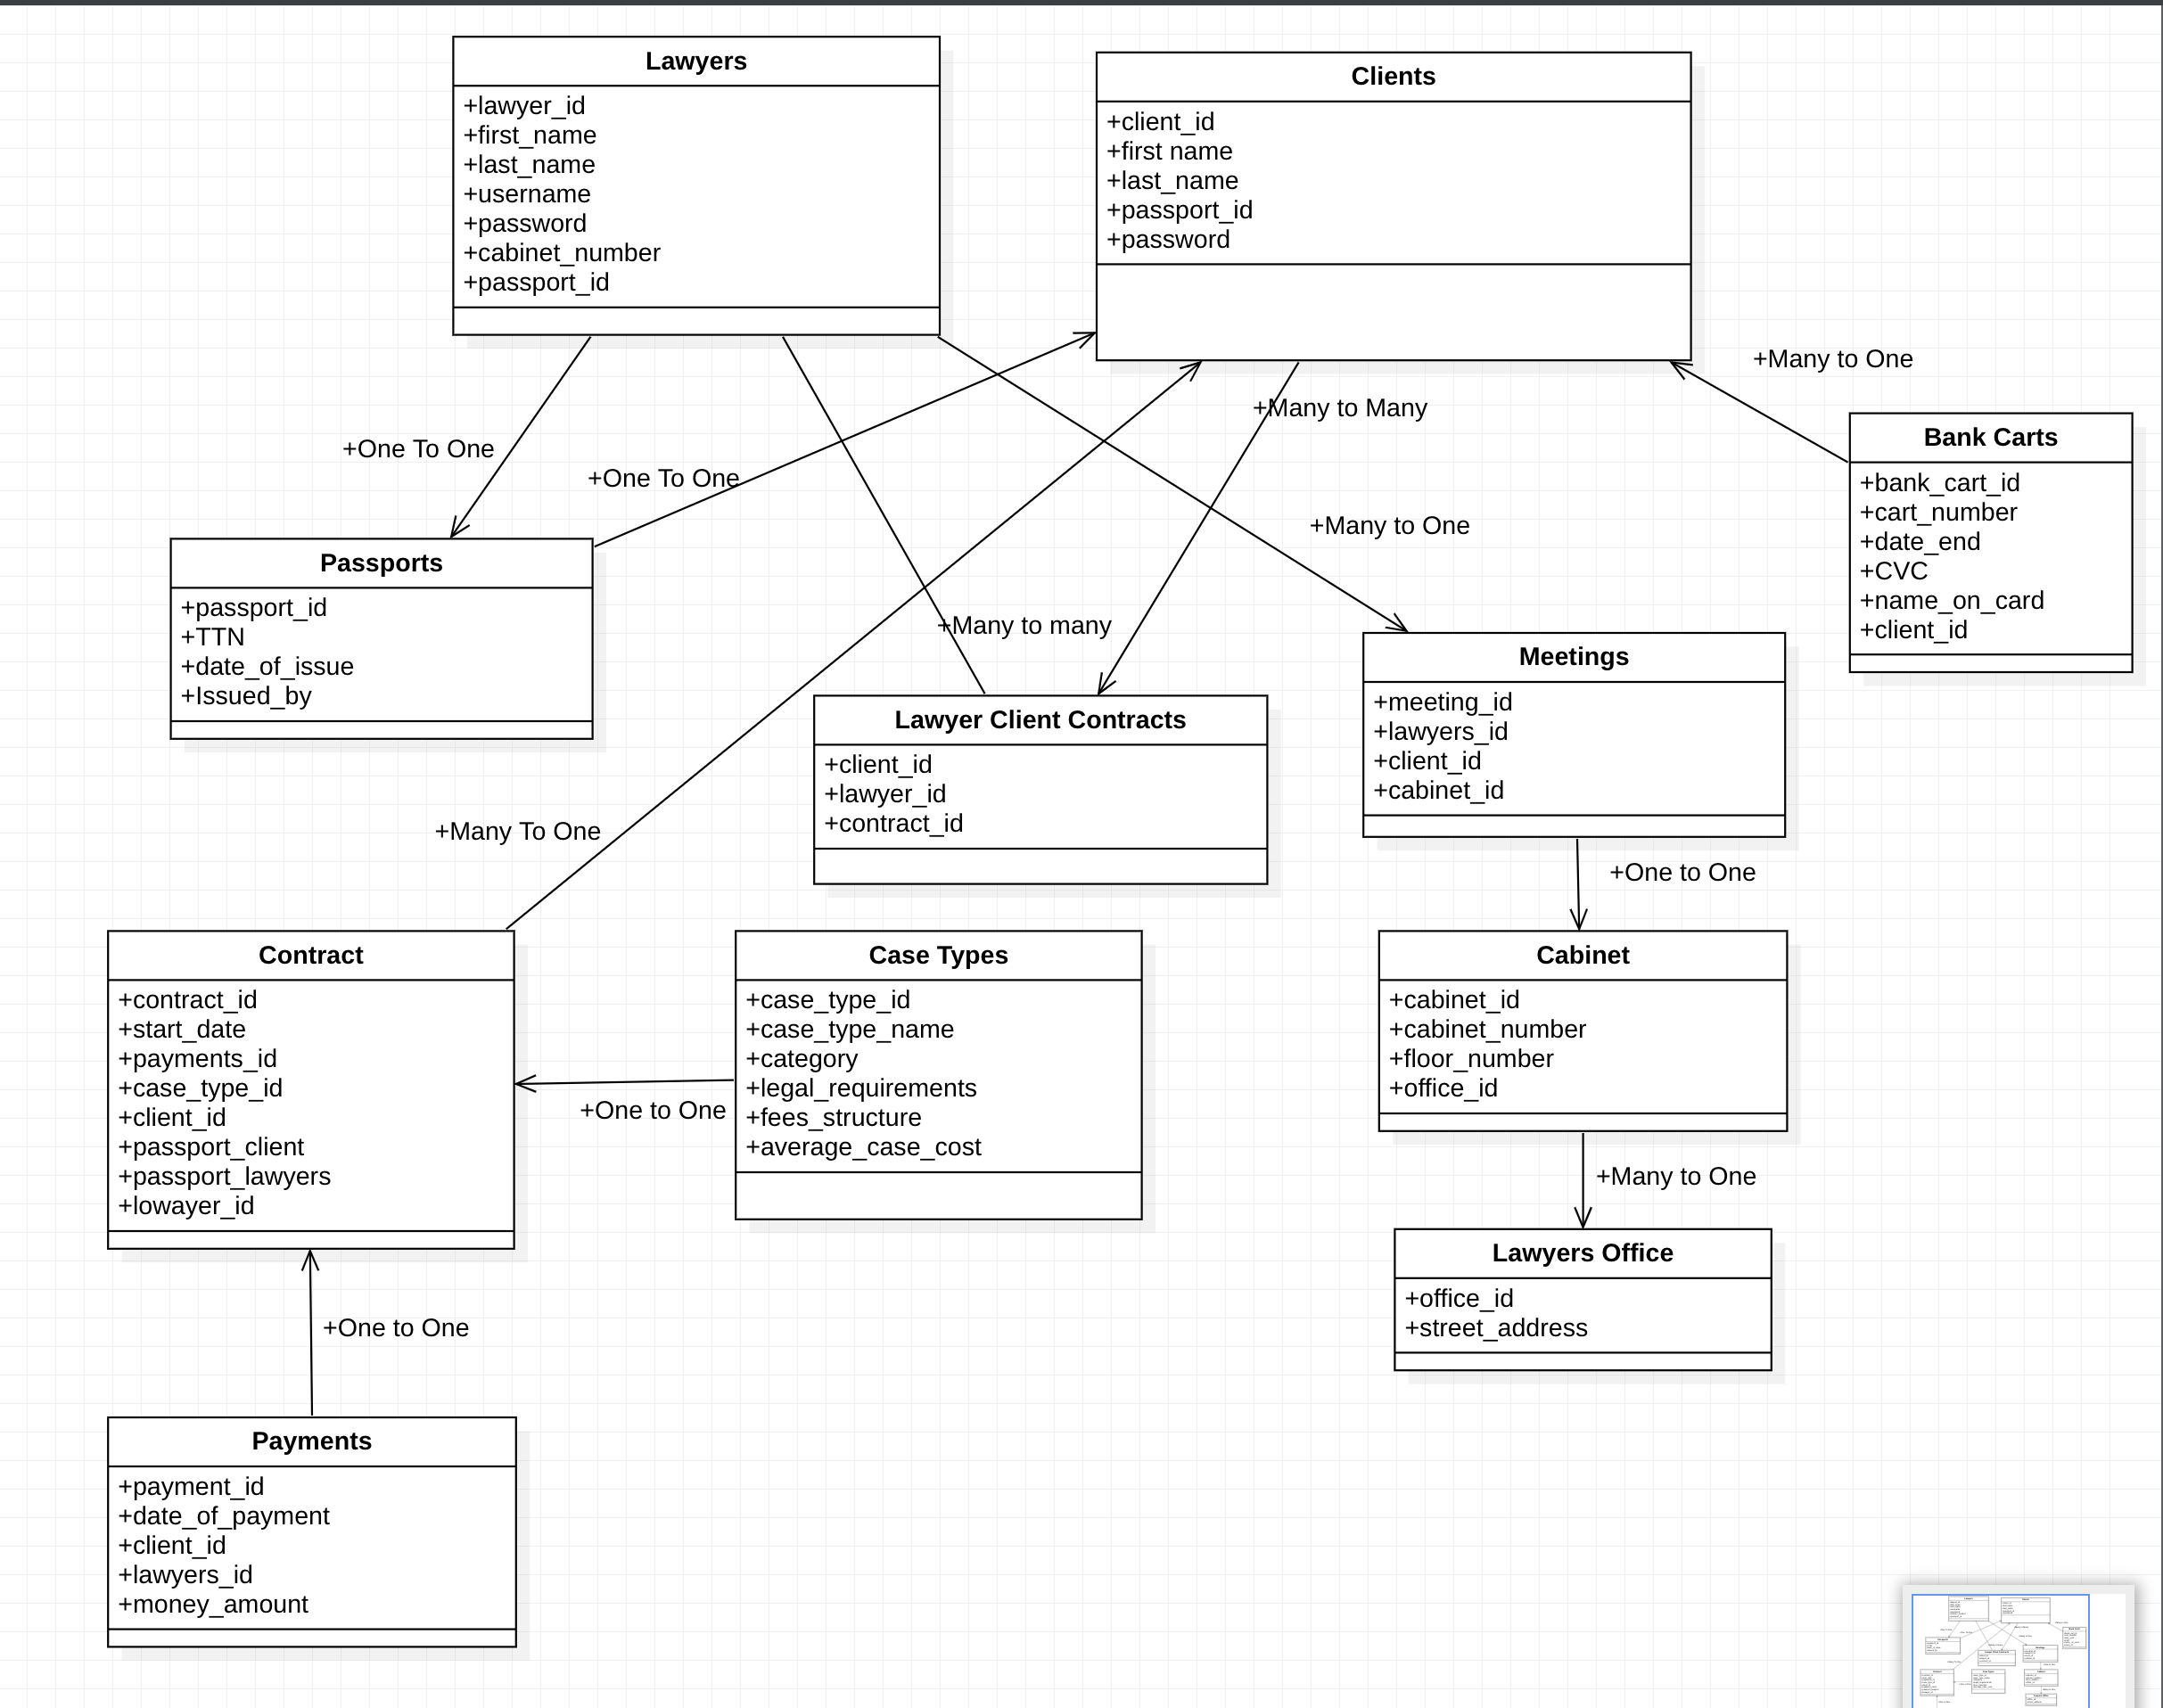 Lawyers
+lawyer_id
+first_name
+last_name
+username
+password
+cabinet_number
+passport_id
Clients
+client_id
+first name
+last_name
+passport_id
+password
+Many to One
+Many to Many
+One To One
+One To One
Bank Carts
+bank_cart_id
+cart_number
+date_end
+CVC
+name_on_card
+client_id
+Many to One
Passports
+passport_id
+TTN
+date_of_issue
+Issued_by
+Many to many
Meetings
+meeting_id
+lawyers_id
+client_id
+cabinet_id
Lawyer Client Contracts
+client_id
+lawyer_id
+contract_id
+Many To One
+One to One
Contract
+contract_id
+start_date
+payments_id
+case_type_id
+client_id
+passport_client
+passport_lawyers
+lowayer_id
Case Types
+case_type_id
+case_type_name
+category
+legal_requirements
+fees_structure
+average_case_cost
+One to One
Cabinet
+cabinet_id
+cabinet_number
+floor_number
+office_id
+Many to One
Lawyers Office
+office_id
+street_address
+One to One
Payments
+payment_id
+date_of_payment
+client_id
+lawyers_id
+money_amount